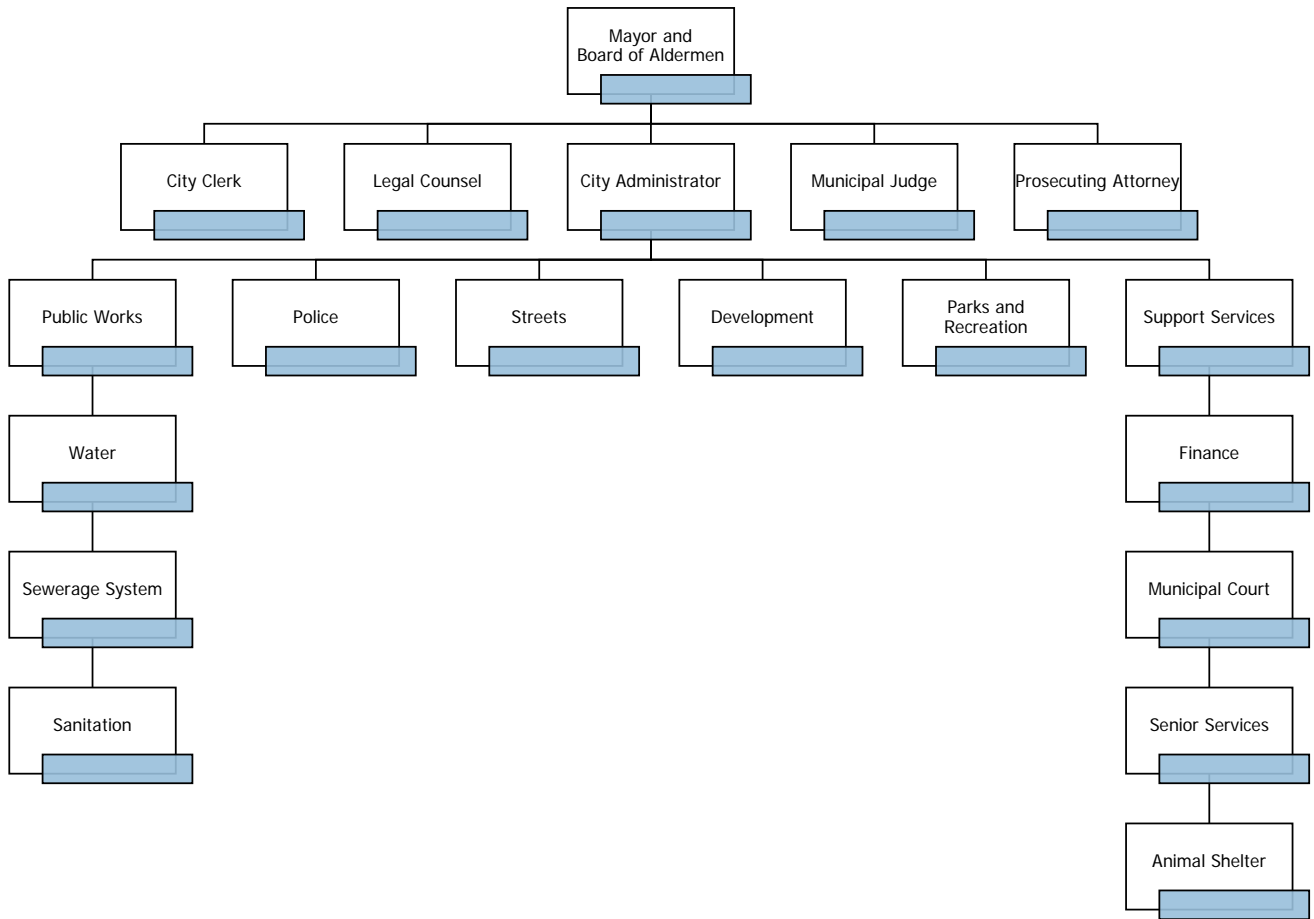 Mayor and
Board of Aldermen
City Clerk
Legal Counsel
City Administrator
Municipal Judge
Prosecuting Attorney
Public Works
Police
Streets
Development
Parks and
Recreation
Support Services
Water
Finance
Sewerage System
Municipal Court
Sanitation
Senior Services
Animal Shelter